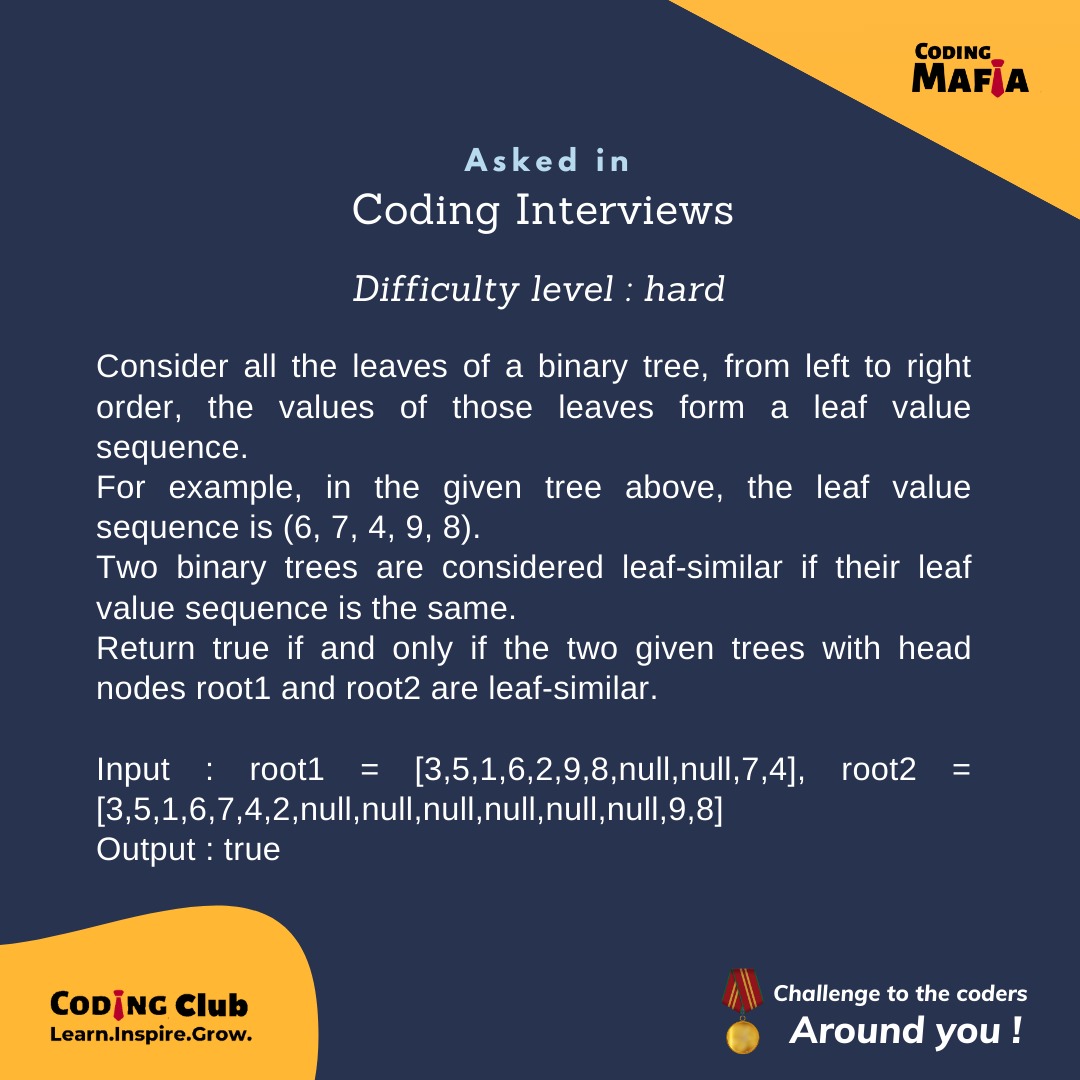 CODING
MAFIA
Asked in
Coding Interviews
Difficulty level : hard
Consider all the leaves of a binary tree, from left to right
order, the values of those leaves form a leaf value
sequence.
For example, in the given tree above, the leaf value
sequence is (6, 7, 4, 9, 8).
Two binary trees are considered leaf-similar if their leaf
value sequence is the same.
Return true if and only if the two given trees with head
nodes root1 and root2 are leaf-similar.
Input : root1 = [3,5,1,6,2,9,8,null,null,7,4], root2 =
[3,5,1,6,7,4,2,null,null,null,null,null,null,9,8]
Output : true
CODING Club
Learn.Inspire.Grow.
Challenge to the coders
Around you !